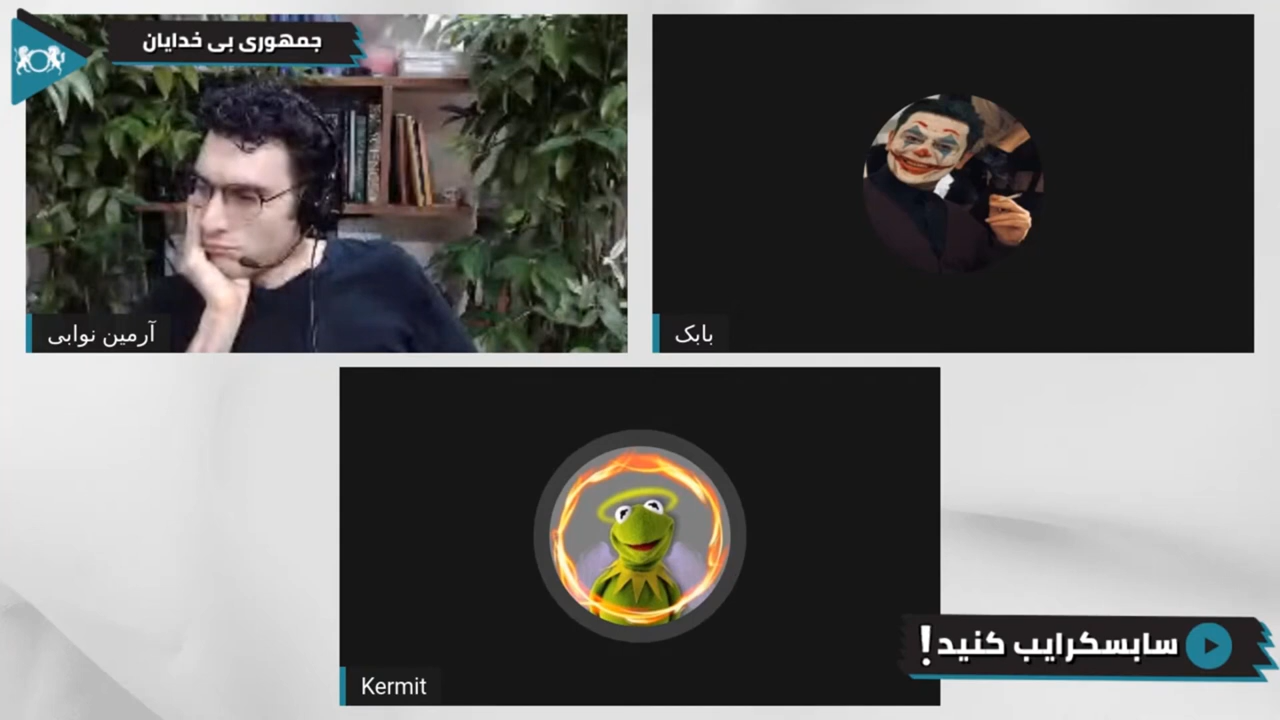 جمهوری بی خدایان
آرمین نوابی
بابک
Kermit
سابسکرایب کنید!